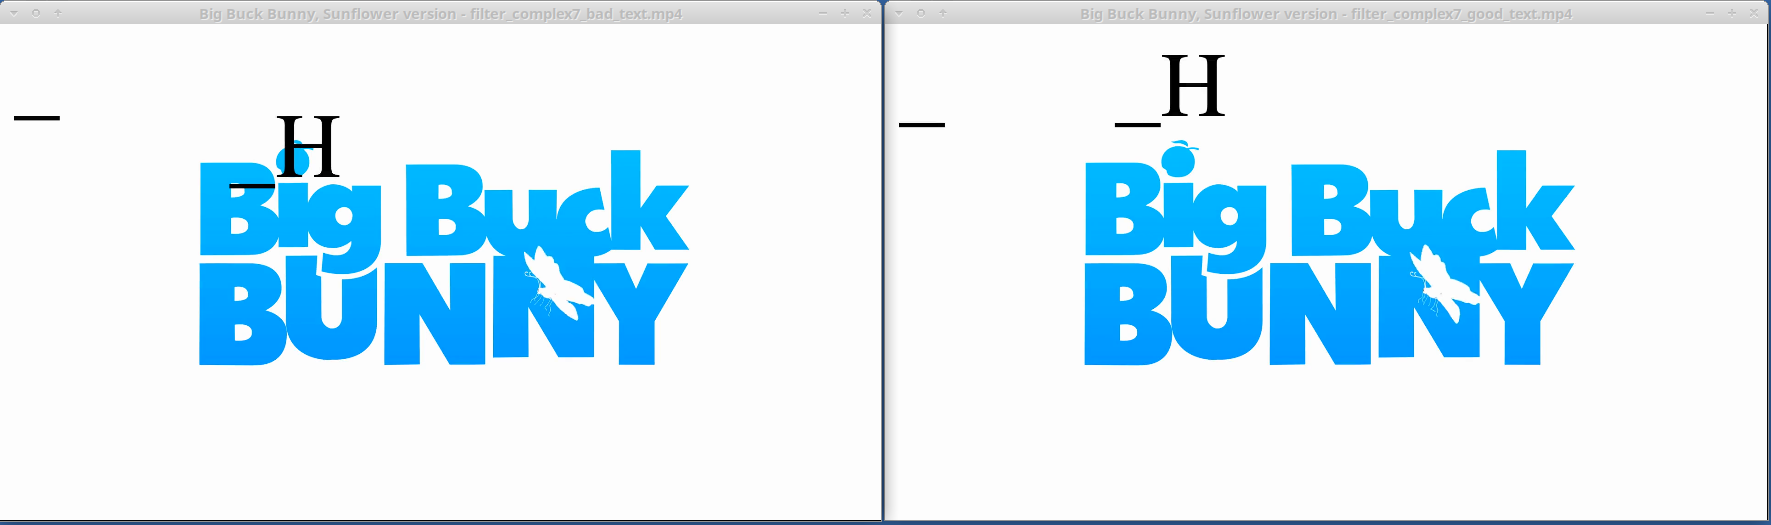 Big Buck Bunny, Sunflower version - filter_complex7_bad_text.mp4
_
_H
Big Buck
BUNNY
Big Buck Bunny, Sunflower version - filter_complex7_good_text.mp4
_ _H
Big Buck
BUNNY